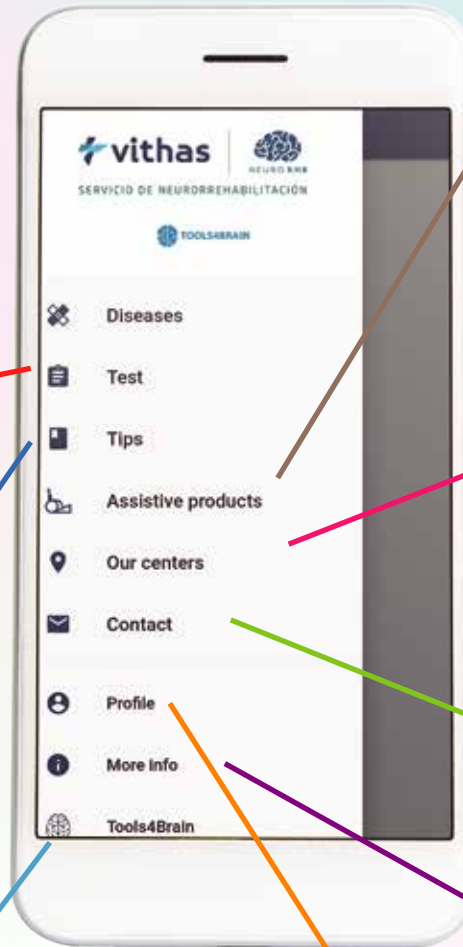 vithas
NEURO RHB
SERVICIO DE NEURORREHABILITACIÓN
TOOLS4BRAIN
Diseases
Test
Tips
Assistive products
Our centers
Contact
Profile
More info
Tools4Brain